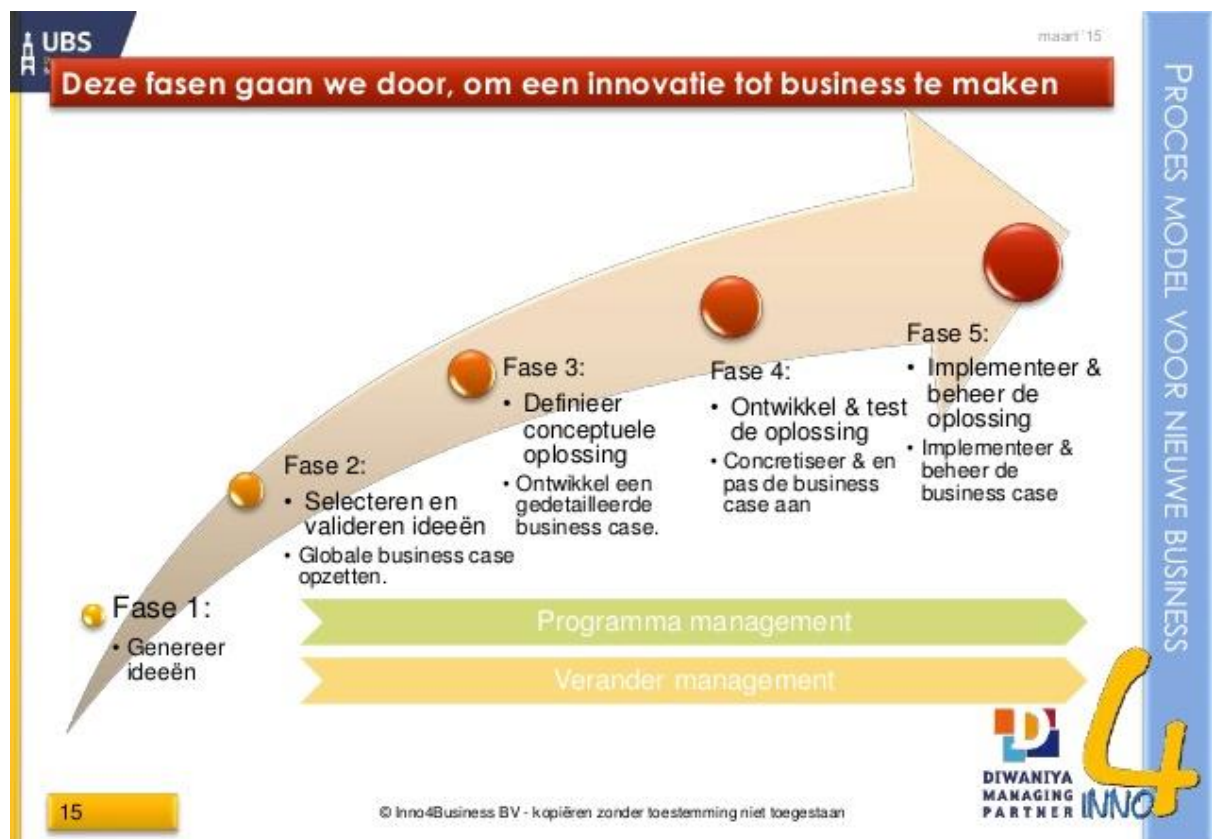 UBS
maart '15
Deze fasen gaan we door, om een innovatie tot business te maken
PROCES MODEL VOOR NIEUWE BUSINESS
Fase 1:
• Genereer
ideeën
Fase 2:
• Selecteren en
valideren ideeën
• Globale business case
opzetten.
Fase 3:
• Definieer
conceptuele
oplossing
• Ontwikkel een
gedetailleerde
business case.
Fase 4:
• Ontwikkel & test
de oplossing
• Concretiseer & en
pas de business
case aan
Fase 5:
• Implementeer &
beheer de
oplossing
• Implementeer &
beheer de
business case
Programma management
Verander management
D
DIWANIYA
MANAGING
PARTNER
INNO4
15
© Inno4Business BV - kopiëren zonder toestemming niet toegestaan